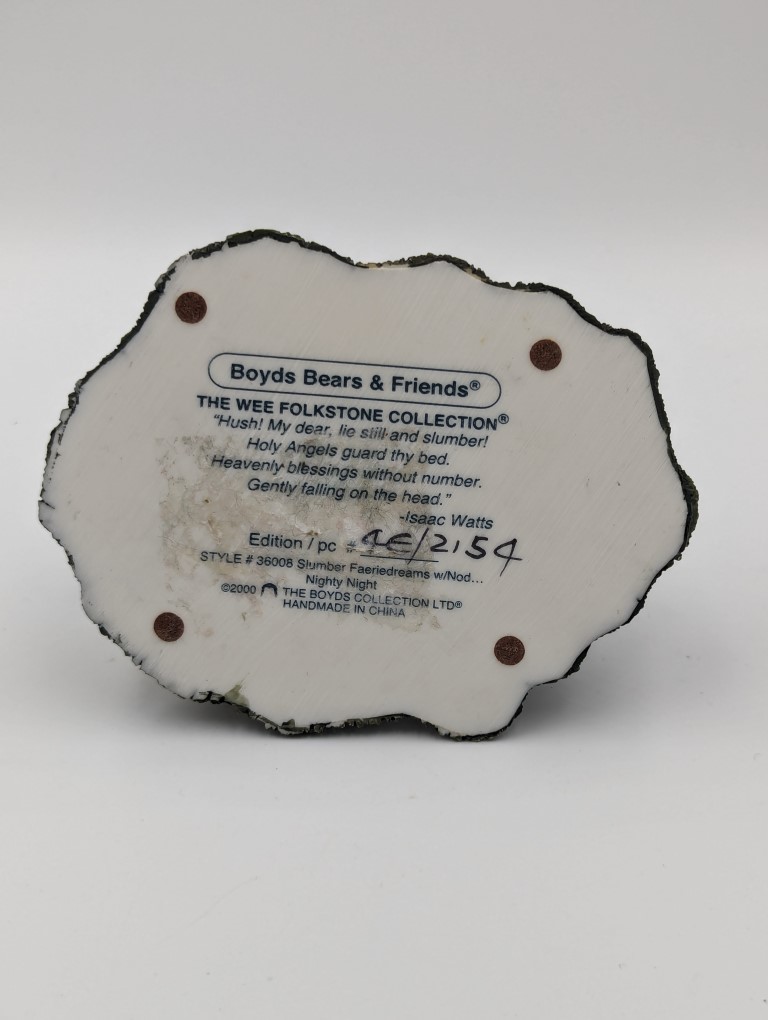 Boyds Bears & Friends®
THE WEE FOLKSTONE COLLECTION®
"Hush! My dear, lie still and slumber!
Holy Angels guard thy bed.
Heavenly blessings without number.
Gently falling on the head."
-Isaac Watts
Edition / pc # 4E/2154
STYLE # 36008 Slumber Faeriedreams w/Nod...
Nighty Night
©2000 THE BOYDS COLLECTION LTD®
HANDMADE IN CHINA